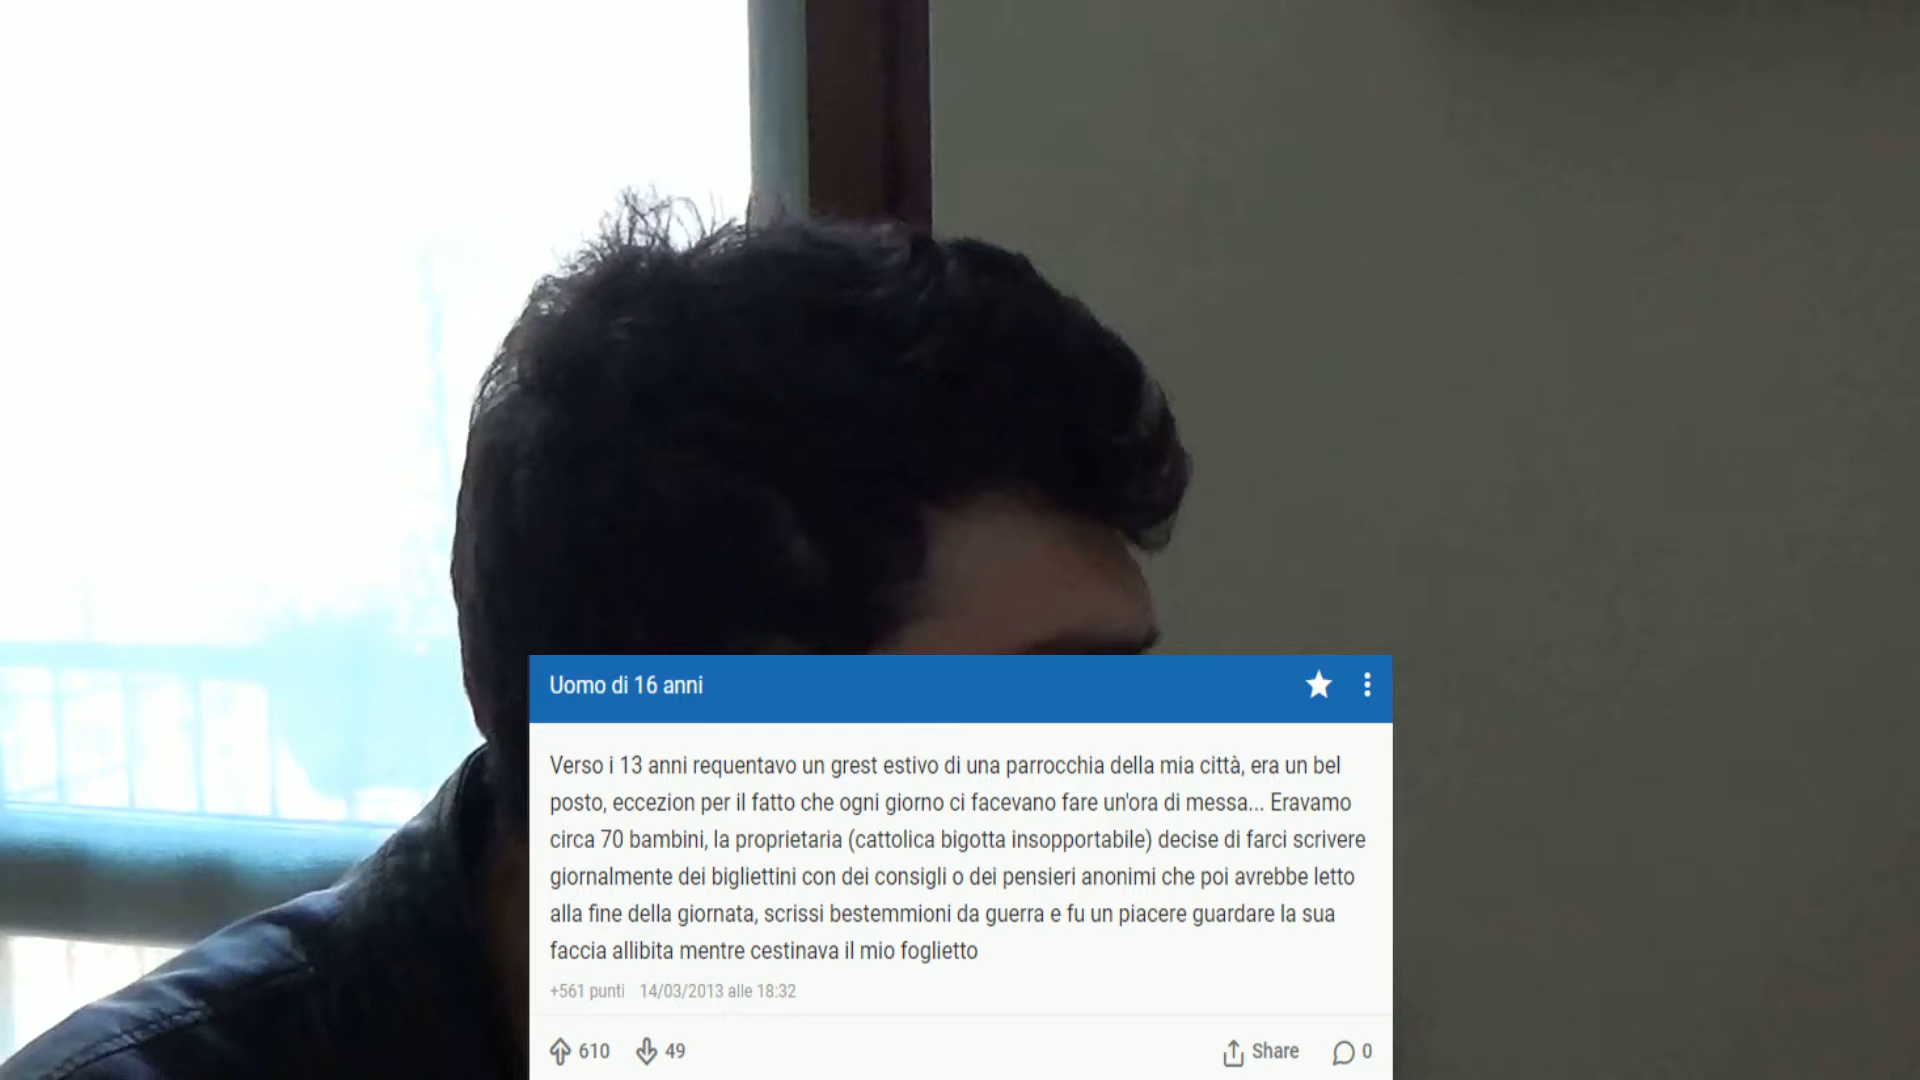 Uomo di 16 anni
Verso i 13 anni requentavo un grest estivo di una parrocchia della mia città, era un bel
posto, eccezion per il fatto che ogni giorno ci facevano fare un'ora di messa... Eravamo
circa 70 bambini, la proprietaria (cattolica bigotta insopportabile) decise di farci scrivere
giornalmente dei bigliettini con dei consigli o dei pensieri anonimi che poi avrebbe letto
alla fine della giornata, scrissi bestemmioni da guerra e fu un piacere guardare la sua
faccia allibita mentre cestinava il mio foglietto
+561 punti 14/03/2013 alle 18:32
610 49 Share 0